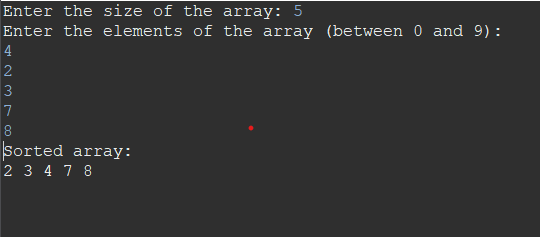 Enter the size of the array: 5
Enter the elements of the array (between 0 and 9):
4
2
3
7
8
Sorted array:
2 3 4 7 8